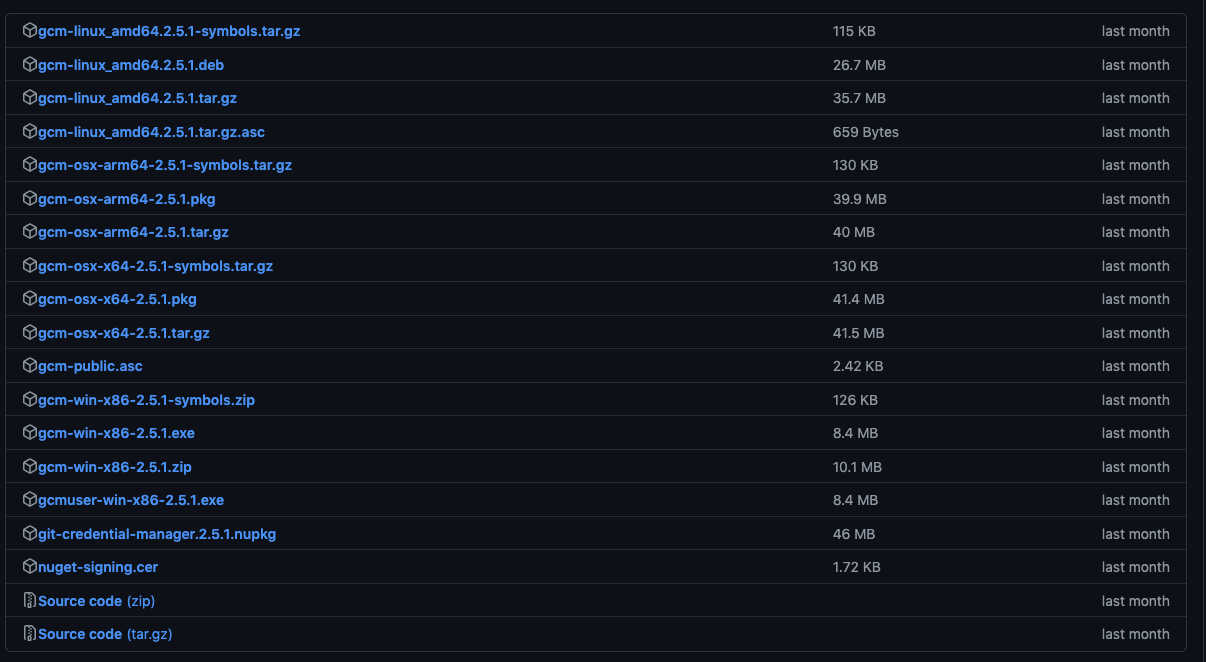 gcm-linux_amd64.2.5.1-symbols.tar.gz 115 KB last month
gcm-linux_amd64.2.5.1.deb 26.7 MB last month
gcm-linux_amd64.2.5.1.tar.gz 35.7 MB last month
gcm-linux_amd64.2.5.1.tar.gz.asc 659 Bytes last month
gcm-osx-arm64-2.5.1-symbols.tar.gz 130 KB last month
gcm-osx-arm64-2.5.1.pkg 39.9 MB last month
gcm-osx-arm64-2.5.1.tar.gz 40 MB last month
gcm-osx-x64-2.5.1-symbols.tar.gz 130 KB last month
gcm-osx-x64-2.5.1.pkg 41.4 MB last month
gcm-osx-x64-2.5.1.tar.gz 41.5 MB last month
gcm-public.asc 2.42 KB last month
gcm-win-x86-2.5.1-symbols.zip 126 KB last month
gcm-win-x86-2.5.1.exe 8.4 MB last month
gcm-win-x86-2.5.1.zip 10.1 MB last month
gcmuser-win-x86-2.5.1.exe 8.4 MB last month
git-credential-manager.2.5.1.nupkg 46 MB last month
nuget-signing.cer 1.72 KB last month
Source code (zip) last month
Source code (tar.gz) last month